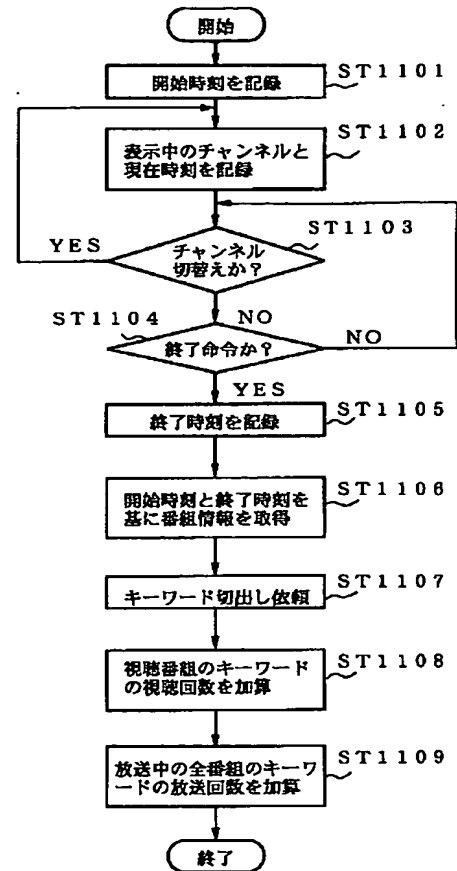 開始
ST1101
開始時刻を記録
ST1102
表示中のチャンネルと
現在時刻を記録
ST1103
YES
チャンネル
切替えか？
ST1104
NO
NO
終了命令か？
YES
ST1105
終了時刻を記録
ST1106
開始時刻と終了時刻を
基に番組情報を取得
ST1107
キーワード切出し依頼
ST1108
視聴番組のキーワード
の視聴回数を加算
ST1109
放送中の全番組のキーワ
ードの放送回数を加算
終了